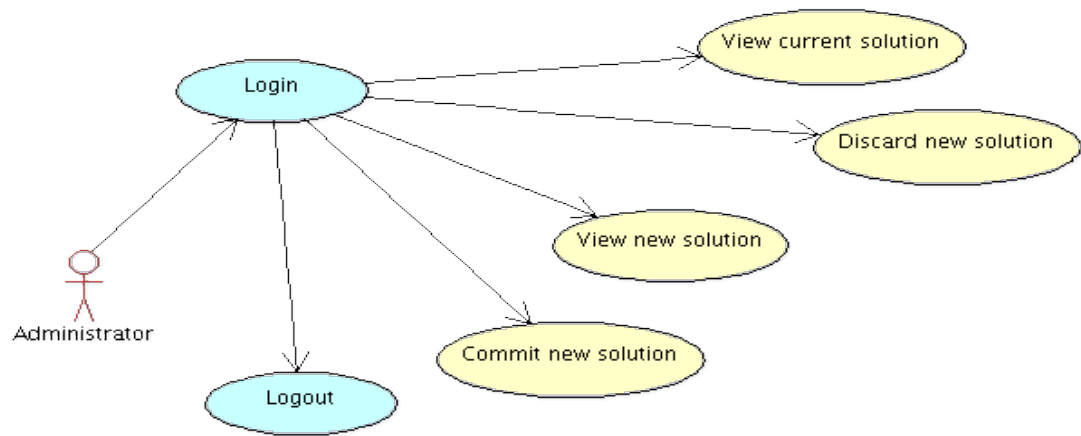 View current solution
Login
Discard new solution
View new solution
Administrator
Commit new solution
Logout